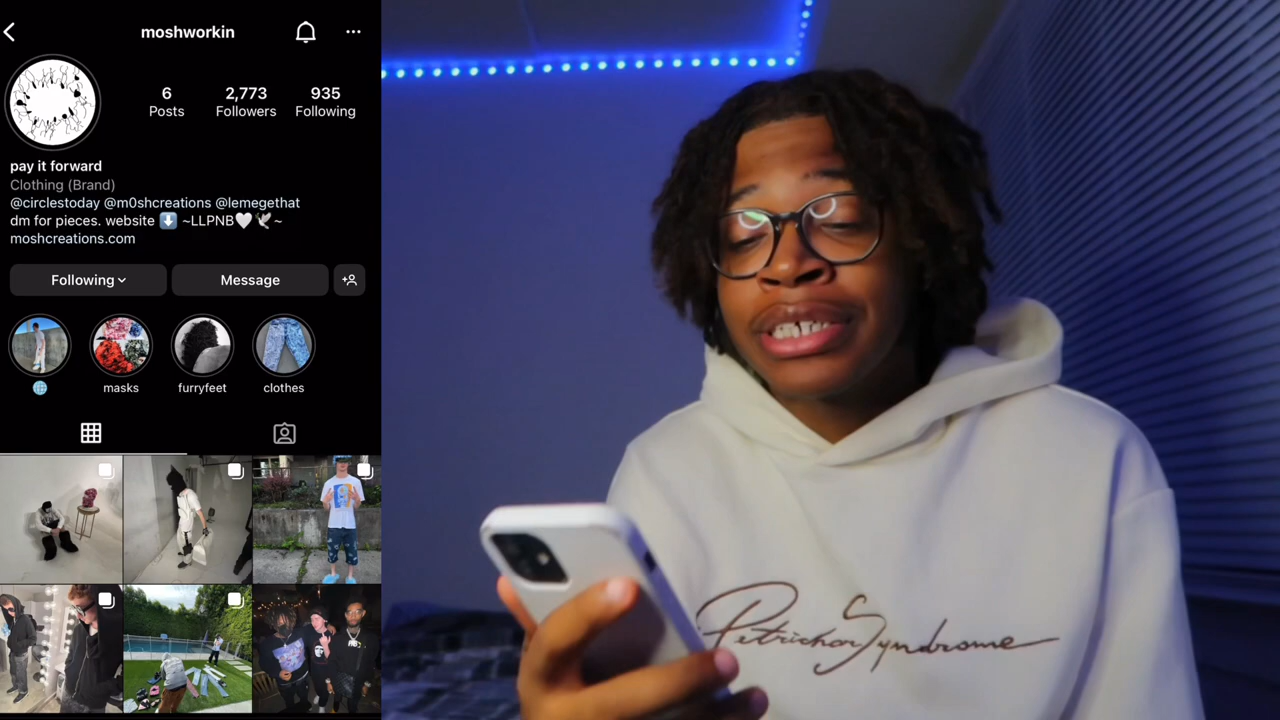 moshworkin
6 2,773 935
Posts Followers Following
pay it forward
Clothing (Brand)
@circlestoday @m0shcreations @lemegethat
dm for pieces. website ⬇️ ~LLPNB🤍🕊️~
moshcreations.com
Following Message
masks furryfeet clothes
Petrichor Syndrome